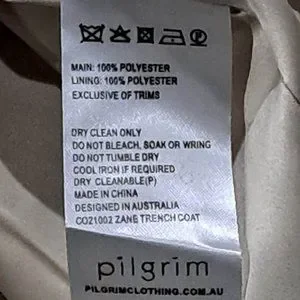 MAIN: 100% POLYESTER
LINING: 100% POLYESTER
EXCLUSIVE OF TRIMS
DRY CLEAN ONLY
DO NOT BLEACH, SOAK OR WRING
DO NOT TUMBLE DRY
COOL IRON IF REQUIRED
DRY CLEANABLE(P)
MADE IN CHINA
DESIGNED IN AUSTRALIA
CO21002 ZANE TRENCH COAT
pilgrim
PILGRIMCLOTHING.COM.AU